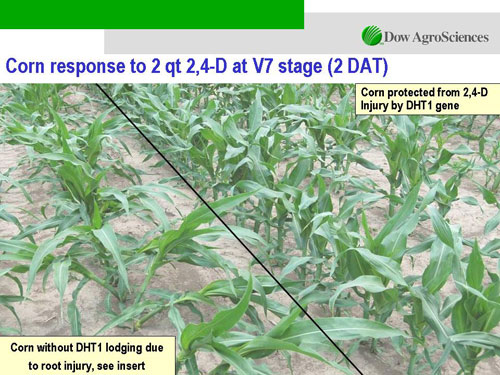 Dow AgroSciences
Corn response to 2 qt 2,4-D at V7 stage (2 DAT)
Corn protected from 2,4-D
Injury by DHT1 gene
Corn without DHT1 lodging due
to root injury, see insert